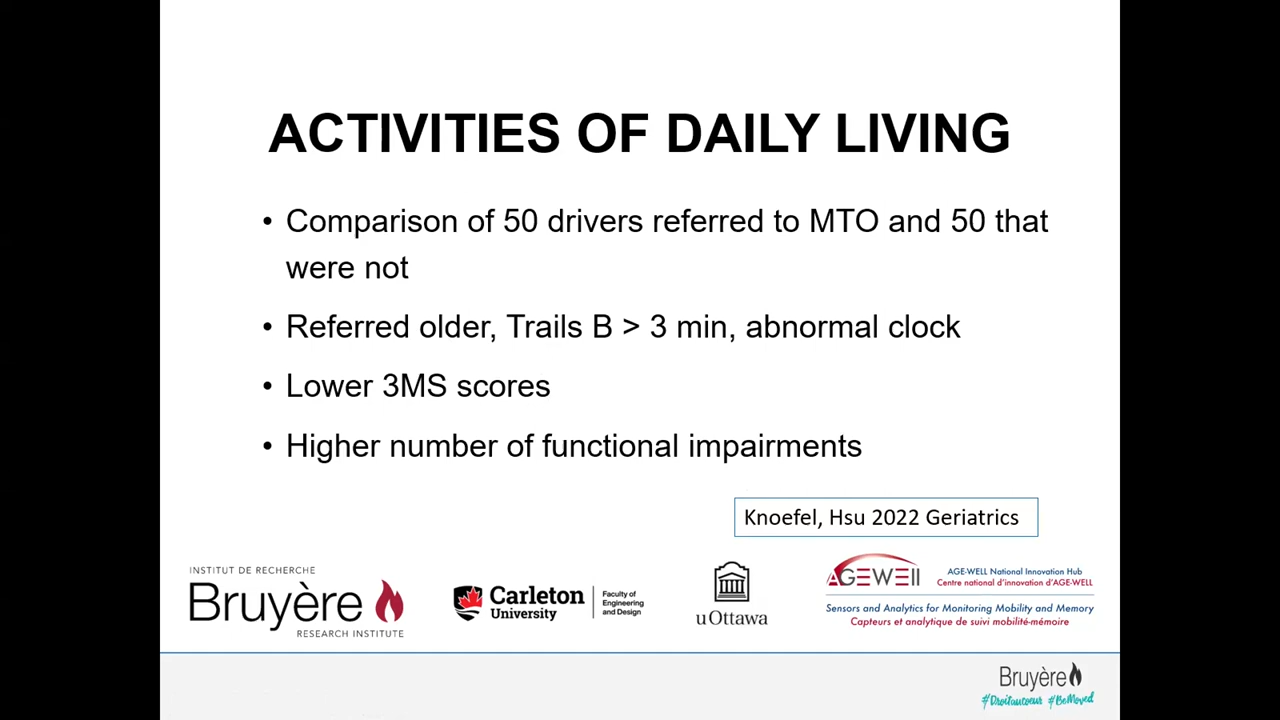 ACTIVITIES OF DAILY LIVING
• Comparison of 50 drivers referred to MTO and 50 that
were not
• Referred older, Trails B > 3 min, abnormal clock
• Lower 3MS scores
• Higher number of functional impairments
Knoefel, Hsu 2022 Geriatrics
INSTITUT DE RECHERCHE
Bruyère
RESEARCH INSTITUTE
Carleton
University
Faculty of
Engineering
and Design
uOttawa
AGEWELL
AGE-WELL National Innovation Hub
Centre national d'innovation d'AGE-WELL
Sensors and Analytics for Monitoring Mobility and Memory
Capteurs et analytique de suivi mobilité-mémoire
Bruyère
#Droitaucoeur #BeMoved